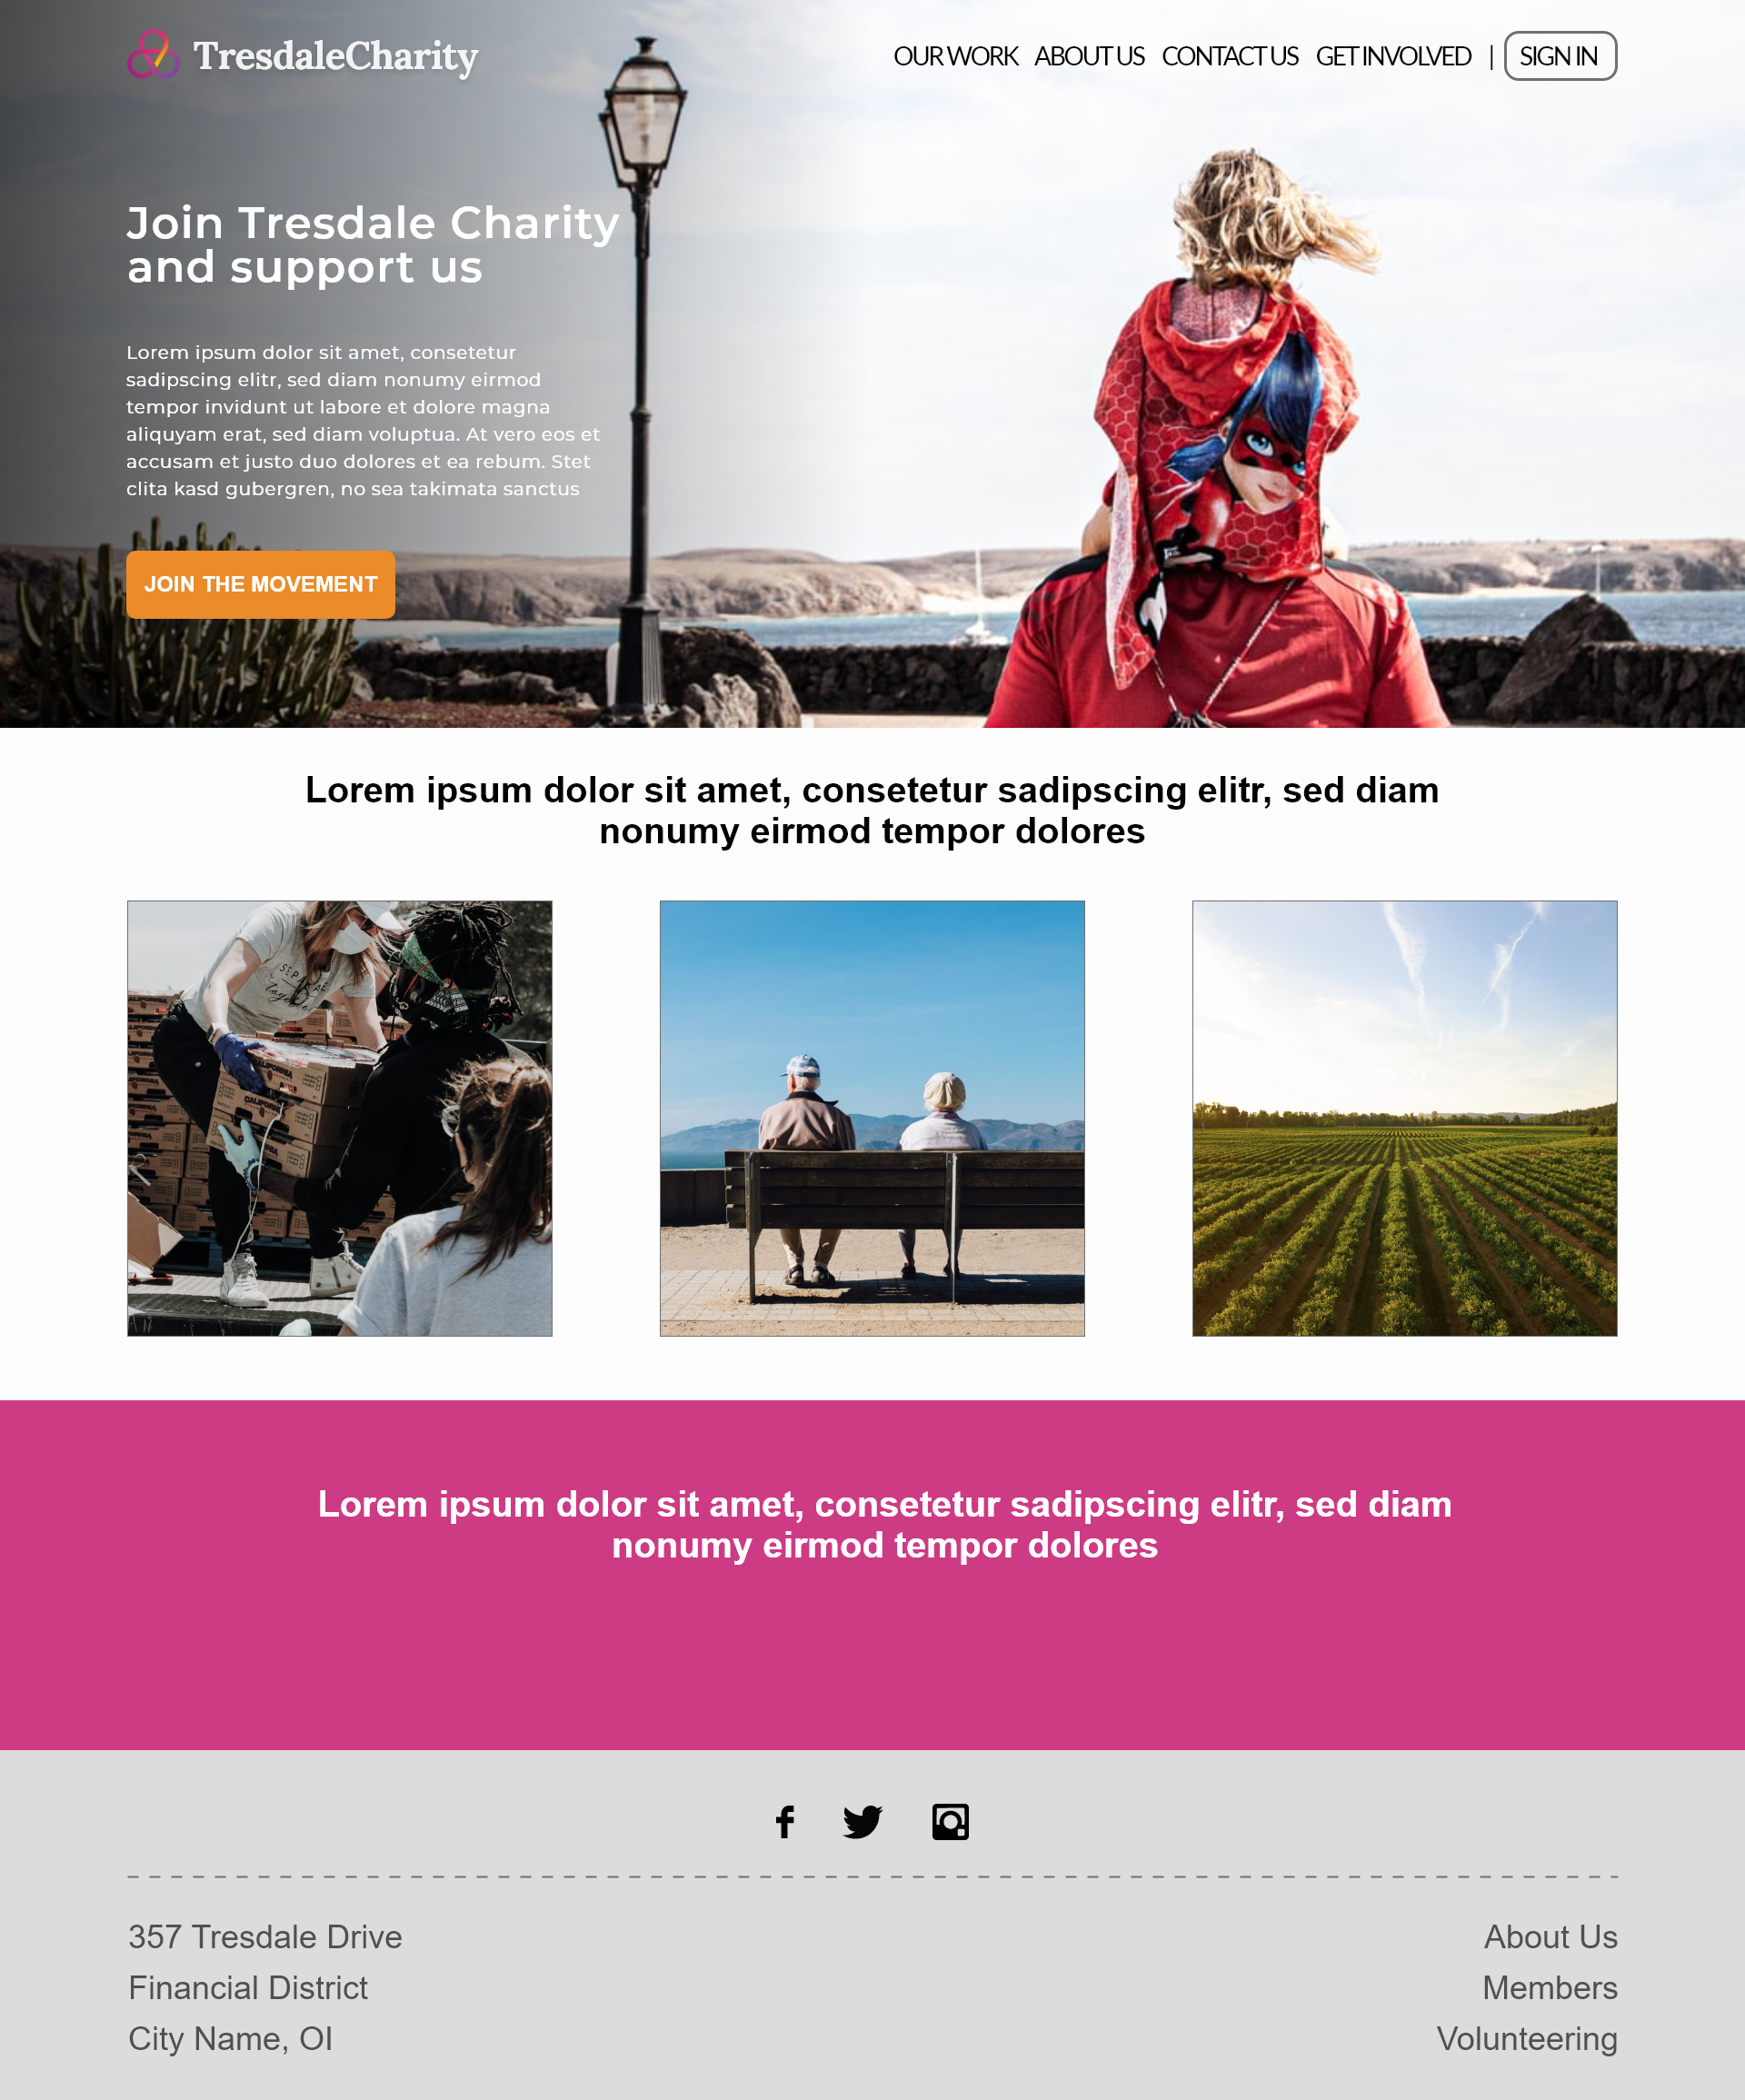 TresdaleCharity
OUR WORK ABOUT US CONTACT US GET INVOLVED | SIGN IN
Join Tresdale Charity
and support us
Lorem ipsum dolor sit amet, consetetur
sadipscing elitr, sed diam nonumy eirmod
tempor invidunt ut labore et dolore magna
aliquyam erat, sed diam voluptua. At vero eos et
accusam et justo duo dolores et ea rebum. Stet
clita kasd gubergren, no sea takimata sanctus
JOIN THE MOVEMENT
Lorem ipsum dolor sit amet, consetetur sadipscing elitr, sed diam
nonumy eirmod tempor dolores
CALIFORNIA
Lorem ipsum dolor sit amet, consetetur sadipscing elitr, sed diam
nonumy eirmod tempor dolores
357 Tresdale Drive
Financial District
City Name, OI
About Us
Members
Volunteering